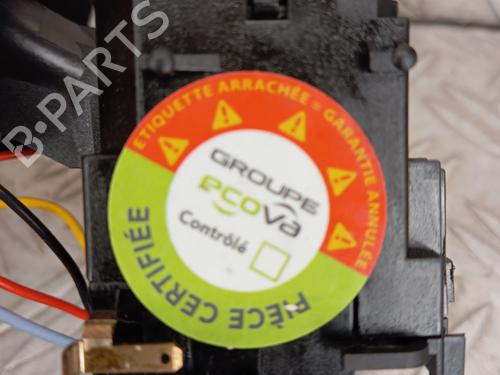 B-PARTS
ETIQUETTE ARRACHÉE = GARANTIE ANNULÉE
GROUPE
ecova
Contrôlé
PIÈCE CERTIFIÉE